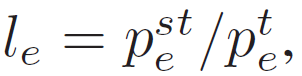 $l_e = p_e^{st}/p_e^t,$